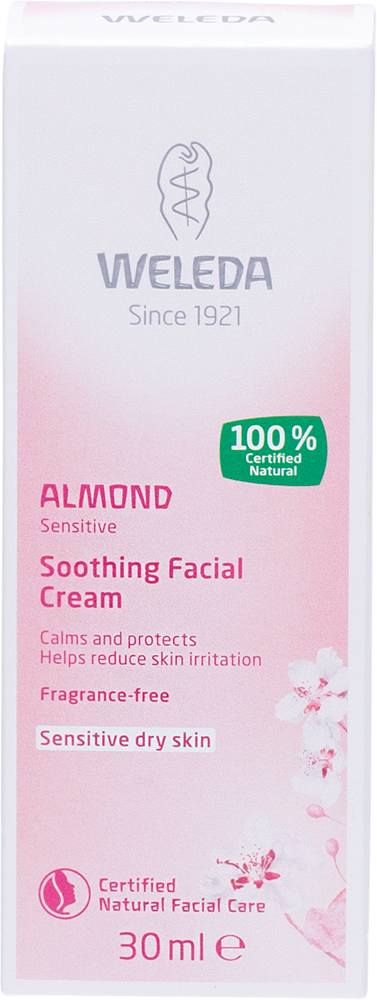 WELEDA
WELEDA
Since 1921
100 %
Certified
Natural
ALMOND
Sensitive
Soothing Facial
Cream
Calms and protects
Helps reduce skin irritation
Fragrance-free
Sensitive dry skin
Certified
Natural Facial Care
30 ml e